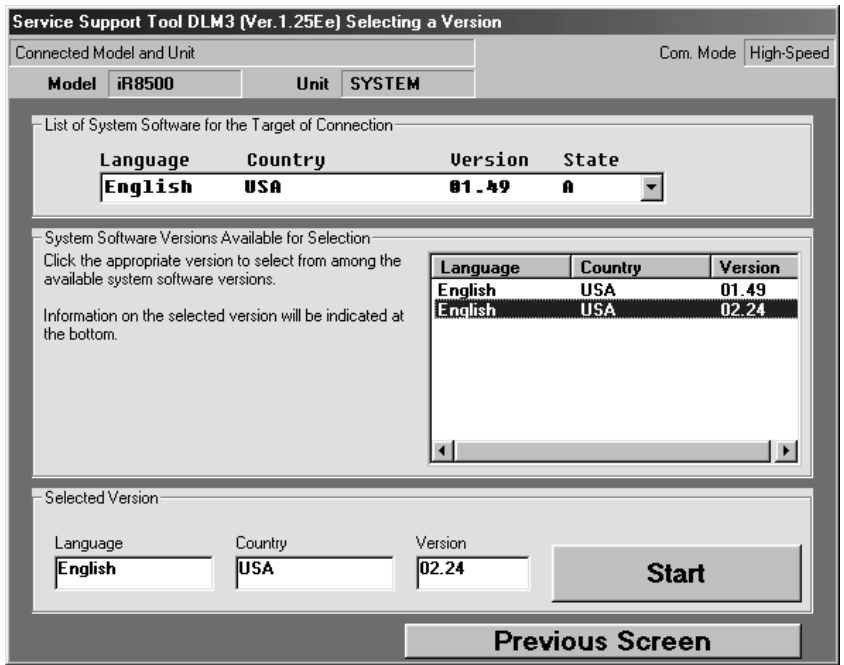 Service Support Tool DLM3 (Ver.1.25Ee) Selecting a Version
Connected Model and Unit Com. Mode High-Speed
Model iR8500 Unit SYSTEM
List of System Software for the Target of Connection
Language Country Version State
English USA 01.49 A
System Software Versions Available for Selection
Click the appropriate version to select from among the
available system software versions.
Information on the selected version will be indicated at
the bottom.
Language Country Version
English USA 01.49
English USA 02.24
Selected Version
Language Country Version
English USA 02.24
Start
Previous Screen